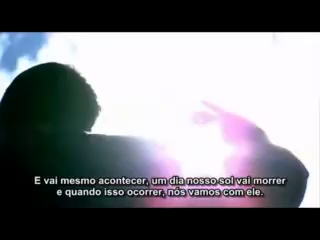 E vai mesmo acontecer, um dia nosso sol vai morrer
e quando isso ocorrer, nós vamos com ele.